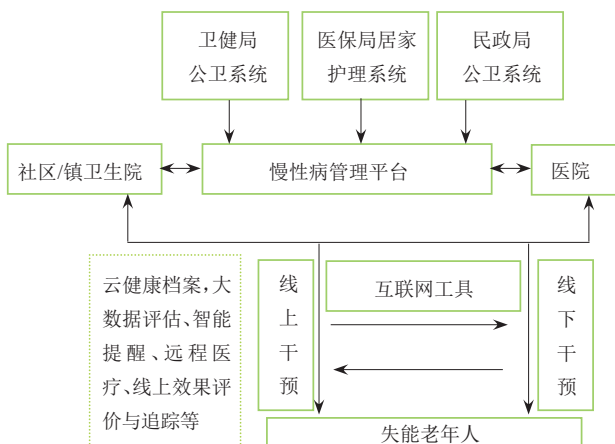 卫健局
公卫系统
医保局居家
护理系统
民政局
公卫系统
社区/镇卫生院
慢性病管理平台
医院
云健康档案,大
数据评估、智能
提醒、远程医
疗、线上效果评
价与追踪等
线
上
干
预
互联网工具
线
下
干
预
失能老年人